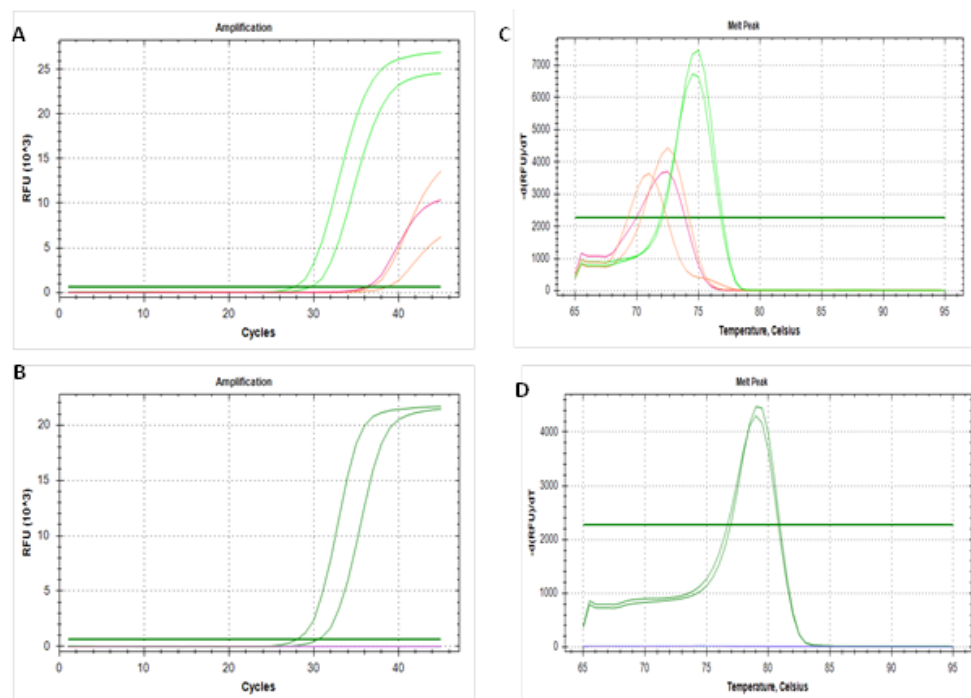 A
Amplification
RFU (10^3)
25
20
15
10
5
0
0 10 20 30 40
Cycles
C
Melt Peak
-d(RFU)/dT
7000
6000
5000
4000
3000
2000
1000
0
65 70 75 80 85 90 95
Temperature, Celsius
B
Amplification
RFU (10^3)
20
15
10
5
0
0 10 20 30 40
Cycles
D
Melt Peak
-d(RFU)/dT
4000
3000
2000
1000
0
65 70 75 80 85 90 95
Temperature, Celsius